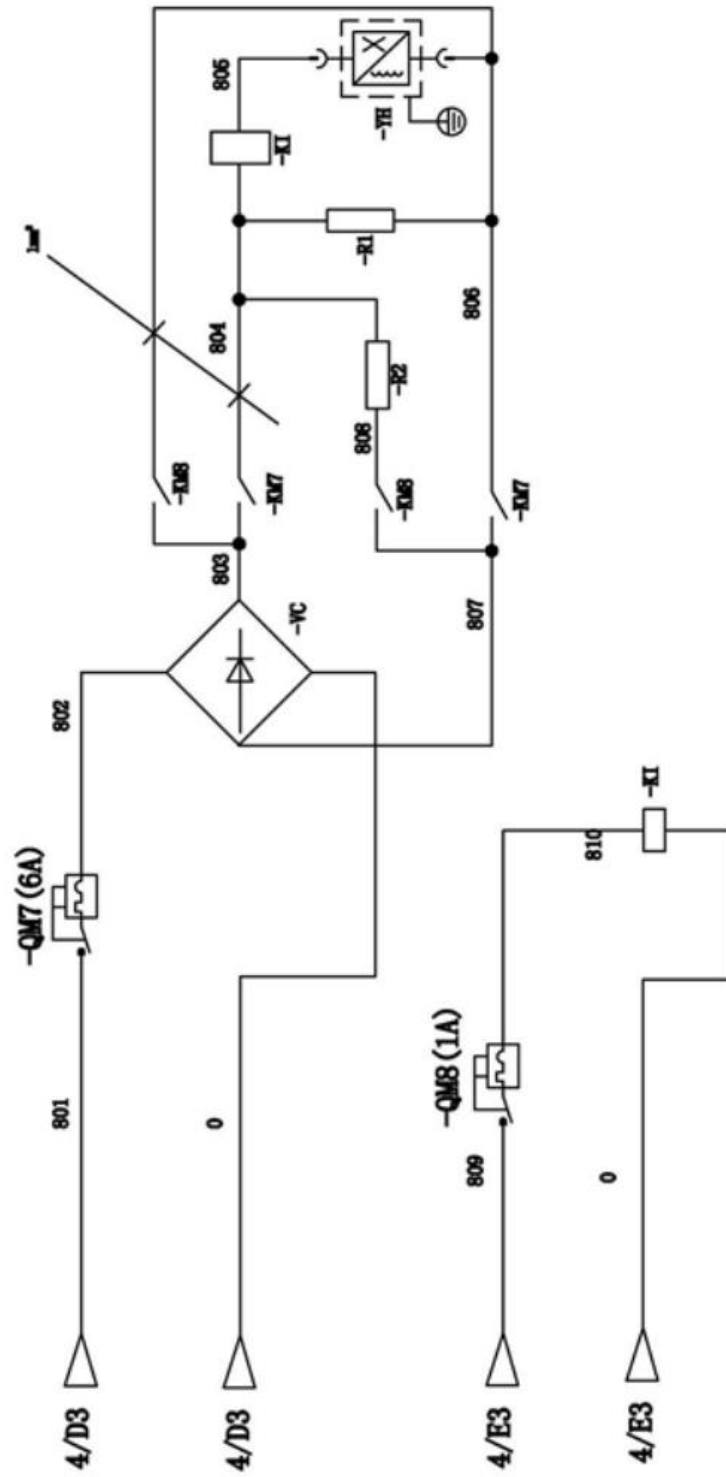 805
-YH
-KI
1mm²
-R1
804
806
-R2
-KM8
808
-KM7
-KM8
-KM7
803
807
-VC
802
-QM7(6A)
-KI
810
-QM8(1A)
801
0
809
0
4/D3
4/D3
4/E3
4/E3